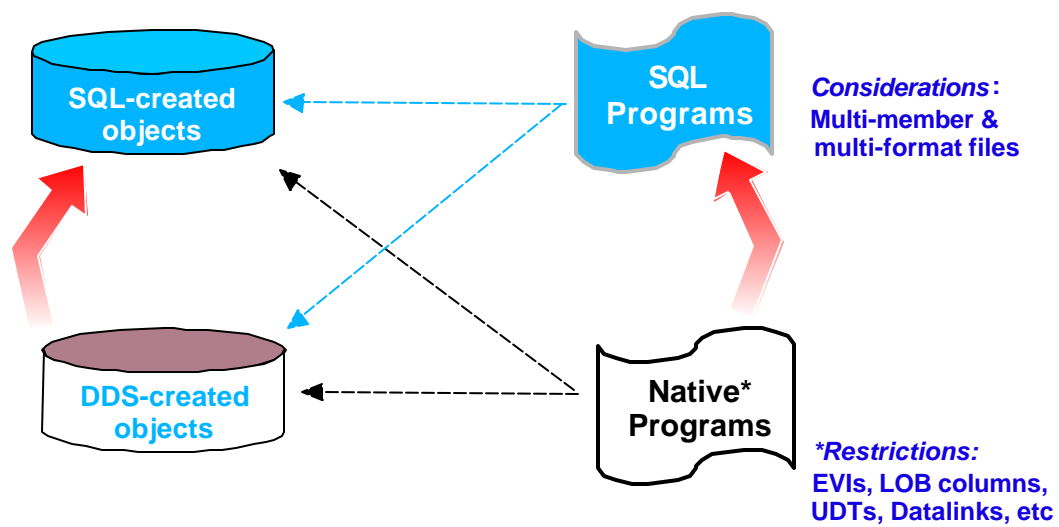 SQL-created
objects
SQL
Programs
Considerations:
Multi-member &
multi-format files
DDS-created
objects
Native*
Programs
*Restrictions:
EVIs, LOB columns,
UDTs, Datalinks, etc